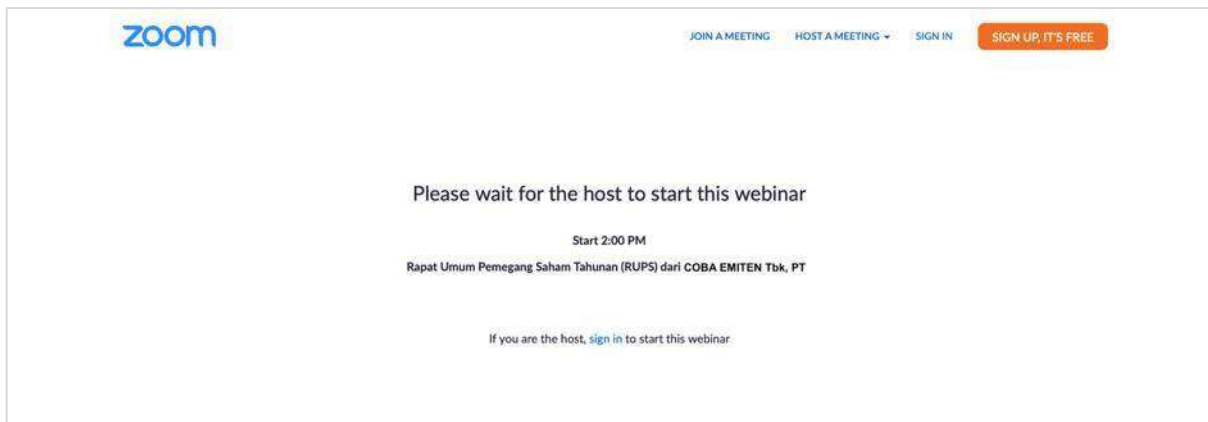 zoom
JOIN A MEETING HOST A MEETING SIGN IN SIGN UP, IT'S FREE
Please wait for the host to start this webinar
Start 2:00 PM
Rapat Umum Pemegang Saham Tahunan (RUPS) dari COBA EMITEN Tbk, PT
If you are the host, sign in to start this webinar